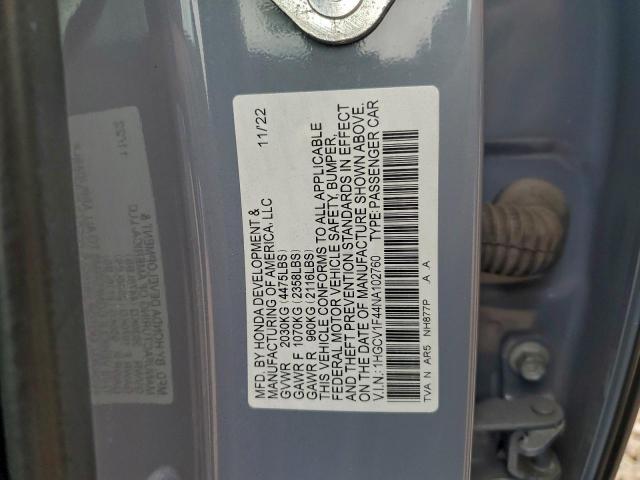 MFD. BY HONDA DEVELOPMENT & 11/22
MANUFACTURING OF AMERICA, LLC
GVWR 2030KG (4475LBS)
GAWR F 1070KG (2358LBS)
GAWR R 960KG (2116LBS)
THIS VEHICLE CONFORMS TO ALL APPLICABLE
FEDERAL MOTOR VEHICLE SAFETY, BUMPER,
AND THEFT PREVENTION STANDARDS IN EFFECT
ON THE DATE OF MANUFACTURE SHOWN ABOVE.
V.I.N.: 1HGCV1F44NA102760 TYPE: PASSENGER CAR
TVA N AR5 NH877P A A